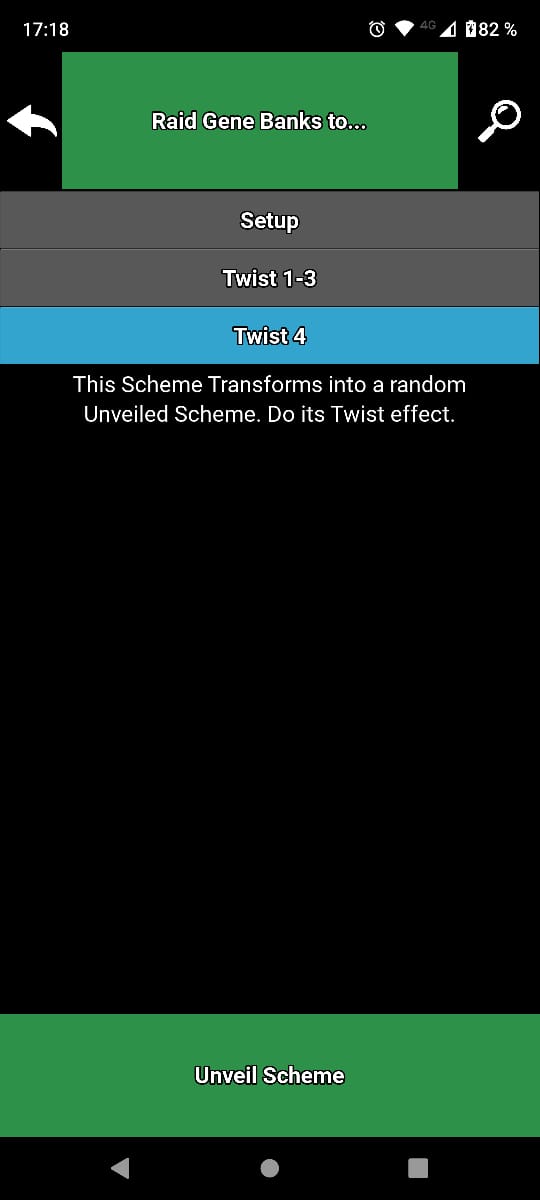 17:18 4G 82 %
Raid Gene Banks to...
Setup
Twist 1-3
Twist 4
This Scheme Transforms into a random
Unveiled Scheme. Do its Twist effect.
Unveil Scheme